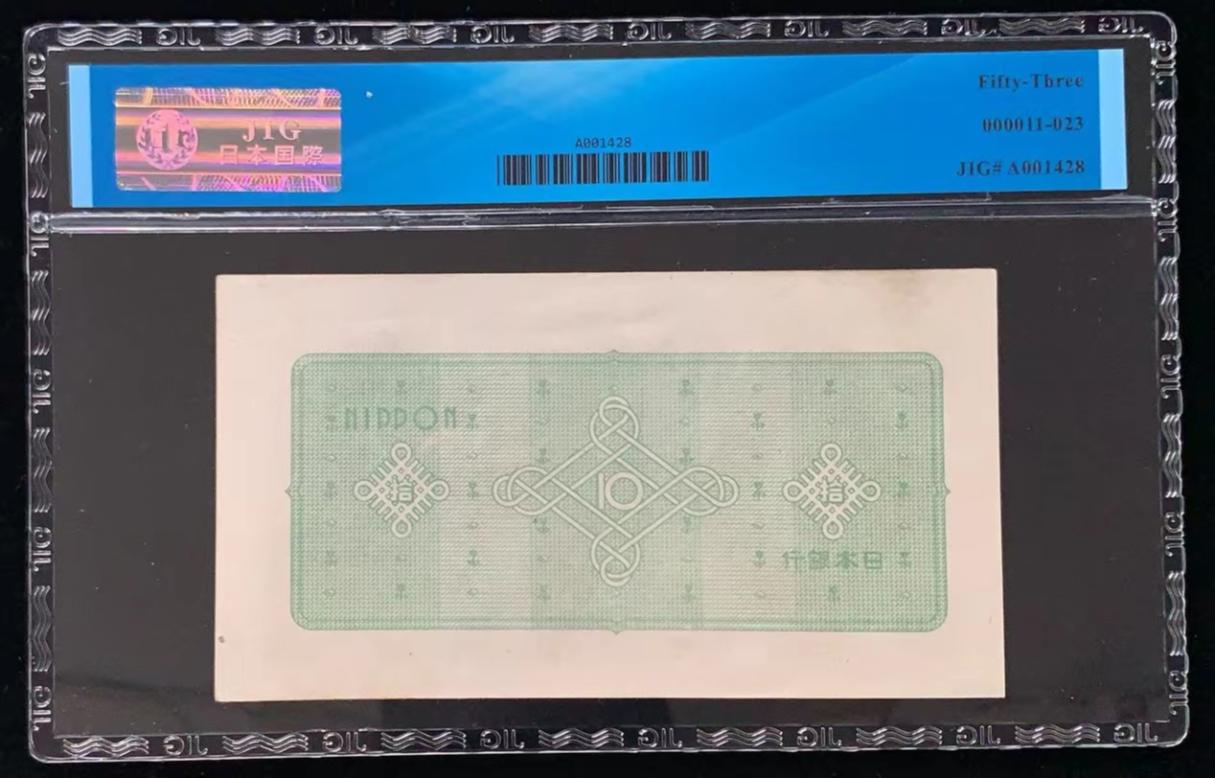 JIG
日本国際
A001428
Fifty-Three
000011-023
JIG# A001428
NIPPON
拾 10 拾
日本銀行